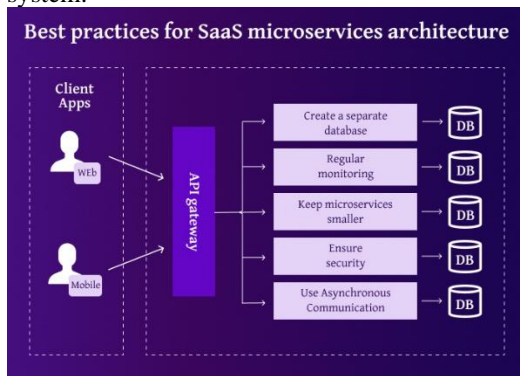 system.
Best practices for SaaS microservices architecture
Client
Apps
WEb
Mobile
API gateway
Create a separate
database
DB
Regular
monitoring
DB
Keep microservices
smaller
DB
Ensure
security
DB
Use Asynchronous
Communication
DB